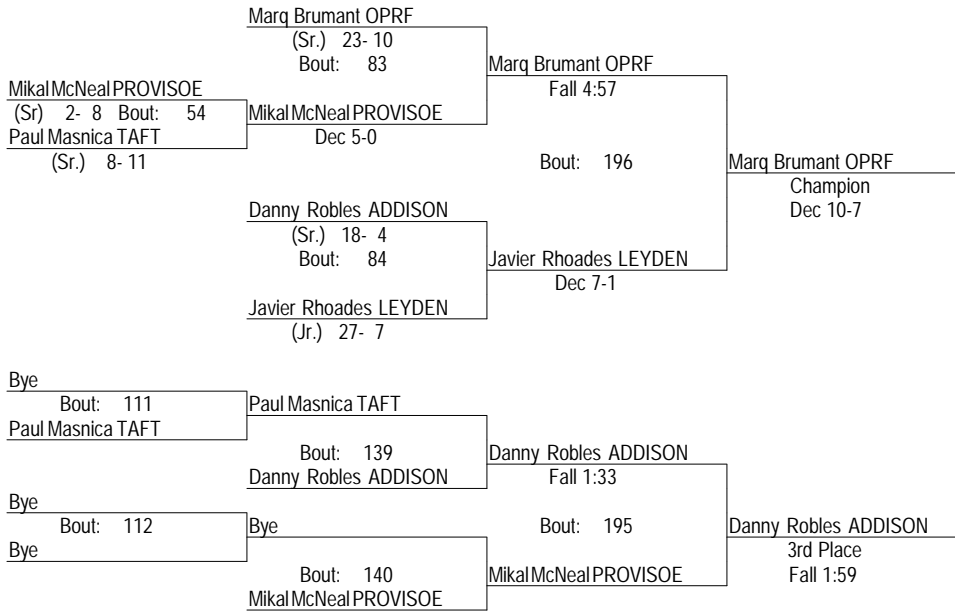 Marq Brumant OPRF
(Sr.) 23- 10
Bout: 83
Marq Brumant OPRF
Fall 4:57
Mikal McNeal PROVISOE
(Sr) 2- 8 Bout: 54
Mikal McNeal PROVISOE
Paul Masnica TAFT
Dec 5-0
(Sr.) 8- 11
Bout: 196
Marq Brumant OPRF
Champion
Dec 10-7
Danny Robles ADDISON
(Sr.) 18- 4
Bout: 84
Javier Rhoades LEYDEN
Dec 7-1
Javier Rhoades LEYDEN
(Jr.) 27- 7
Bye
Bout: 111
Paul Masnica TAFT
Paul Masnica TAFT
Bout: 139
Danny Robles ADDISON
Danny Robles ADDISON
Fall 1:33
Bye
Bout: 112
Bye
Bye
Bout: 195
Danny Robles ADDISON
3rd Place
Fall 1:59
Bout: 140
Mikal McNeal PROVISOE
Mikal McNeal PROVISOE